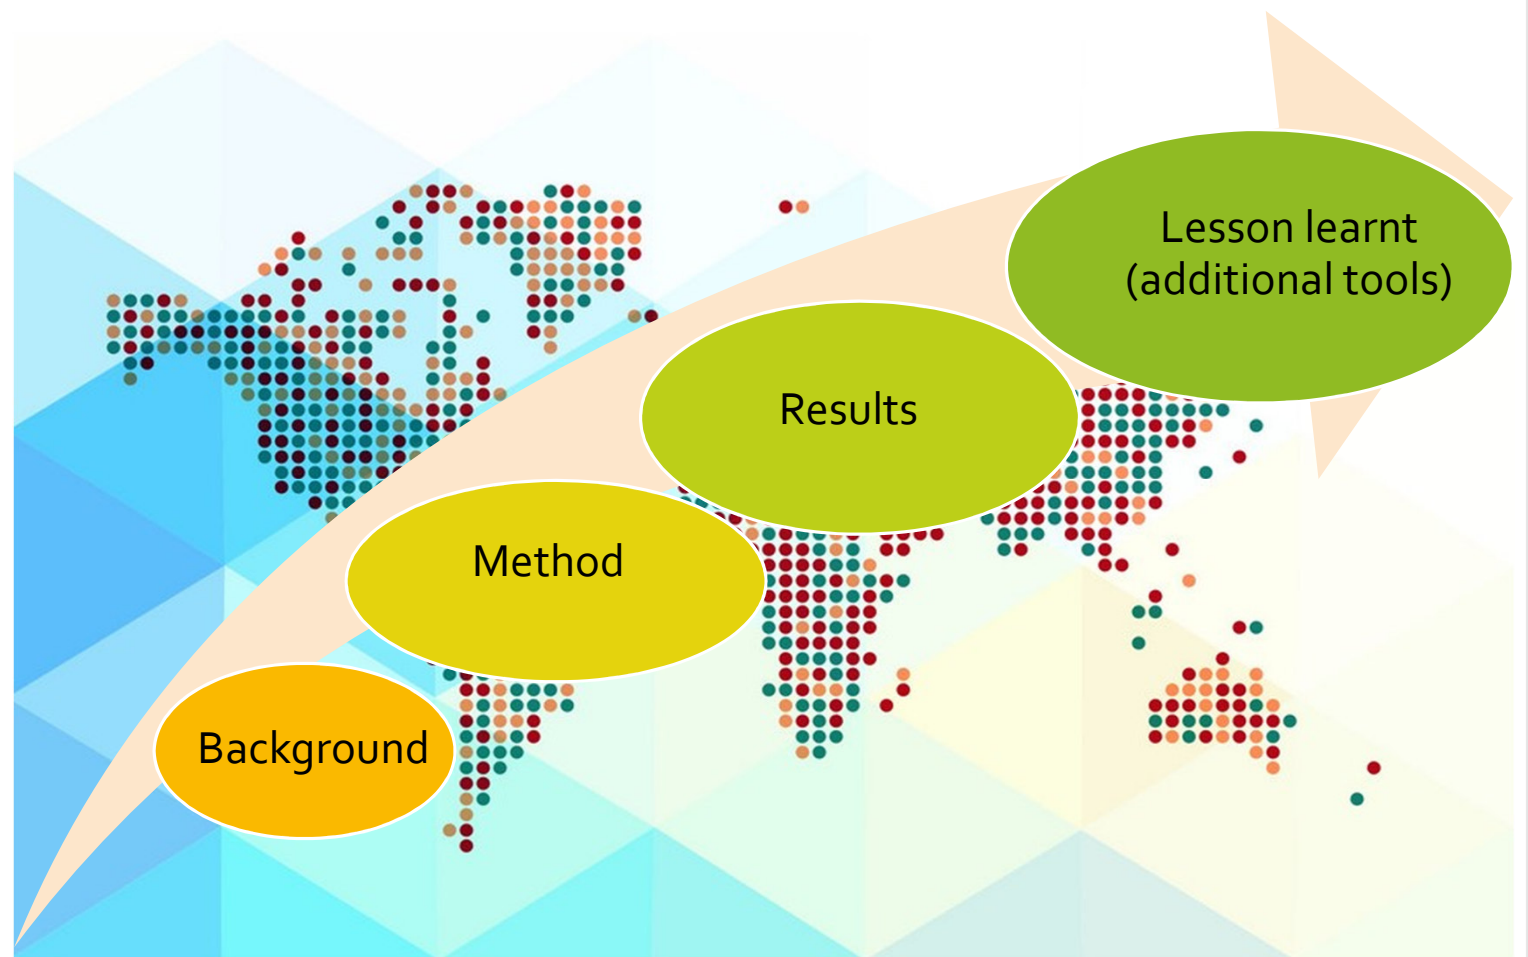 Lesson learnt
(additional tools)
Results
Method
Background